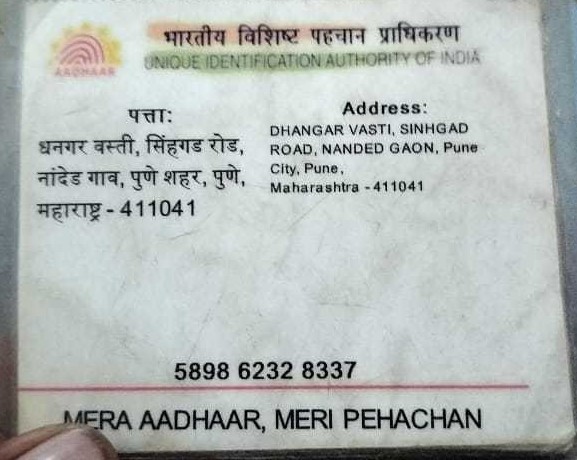 भारतीय विशिष्ट पहचान प्राधिकरण
UNIQUE IDENTIFICATION AUTHORITY OF INDIA
AADHAAR
पत्ता:
धनगर वस्ती, सिंहगड रोड,
नांदेड गाव, पुणे शहर, पुणे,
महाराष्ट्र - 411041
Address:
DHANGAR VASTI, SINHGAD
ROAD, NANDED GAON, Pune
City, Pune,
Maharashtra - 411041
5898 6232 8337
MERA AADHAAR, MERI PEHACHAN